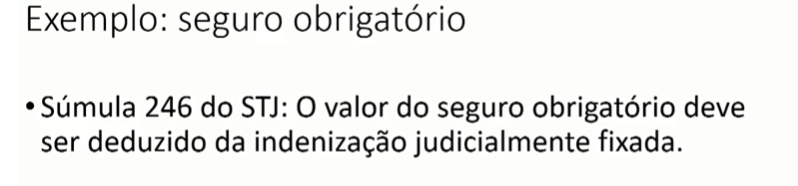 Exemplo: seguro obrigatório
• Súmula 246 do STJ: O valor do seguro obrigatório deve
ser deduzido da indenização judicialmente fixada.